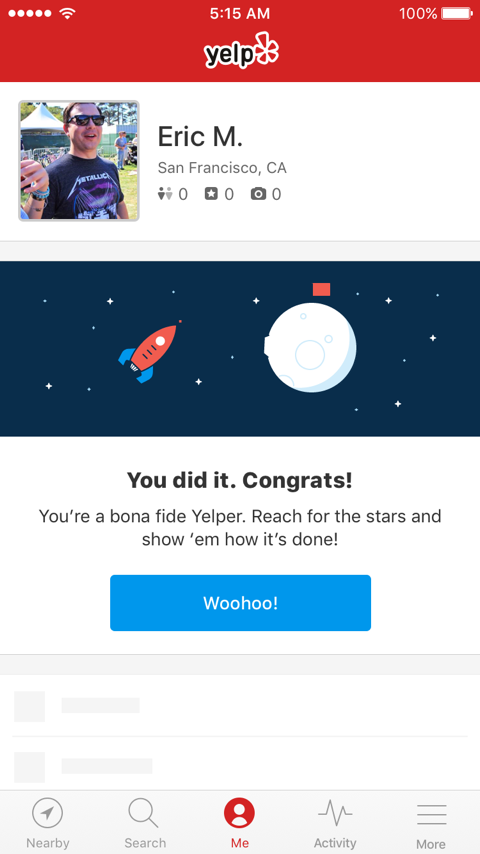 5:15 AM
100%
yelp
Eric M.
San Francisco, CA
0 0 0
METALLICA
You did it. Congrats!
You’re a bona fide Yelper. Reach for the stars and
show ‘em how it’s done!
Woohoo!
Nearby
Search
Me
Activity
More